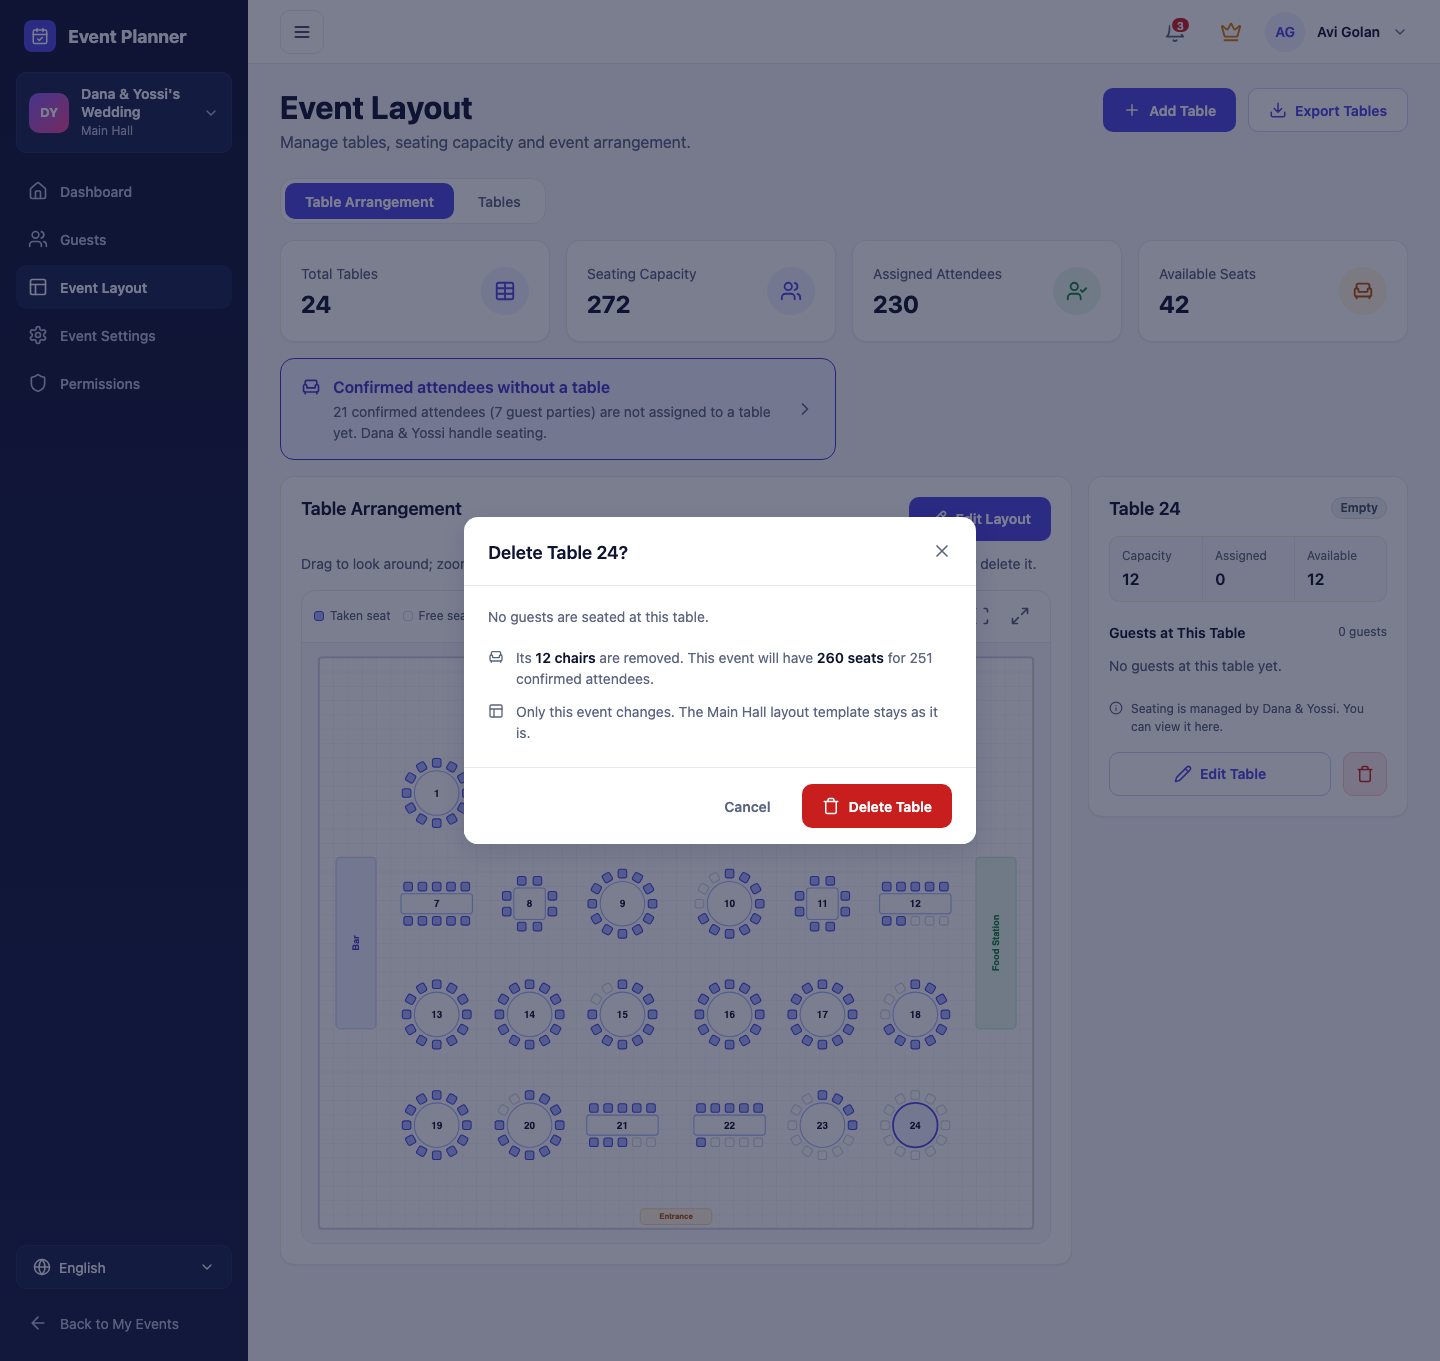 Event Planner
DY
Dana & Yossi's
Wedding
Main Hall
Dashboard
Guests
Event Layout
Event Settings
Permissions
English
Back to My Events
3
AG
Avi Golan
Event Layout
Manage tables, seating capacity and event arrangement.
Add Table
Export Tables
Table Arrangement
Tables
Total Tables
24
Seating Capacity
272
Assigned Attendees
230
Available Seats
42
Confirmed attendees without a table
21 confirmed attendees (7 guest parties) are not assigned to a table
yet. Dana & Yossi handle seating.
Table Arrangement
Edit Layout
Drag to look around; zoo
delete it.
Taken seat
Free sea
Delete Table 24?
No guests are seated at this table.
Its 12 chairs are removed. This event will have 260 seats for 251
confirmed attendees.
Only this event changes. The Main Hall layout template stays as it
is.
Cancel
Delete Table
1
7
8
9
10
11
12
Bar
Food Station
13
14
15
16
17
18
19
20
21
22
23
24
Entrance
Table 24
Empty
Capacity
12
Assigned
0
Available
12
Guests at This Table
0 guests
No guests at this table yet.
Seating is managed by Dana & Yossi. You
can view it here.
Edit Table